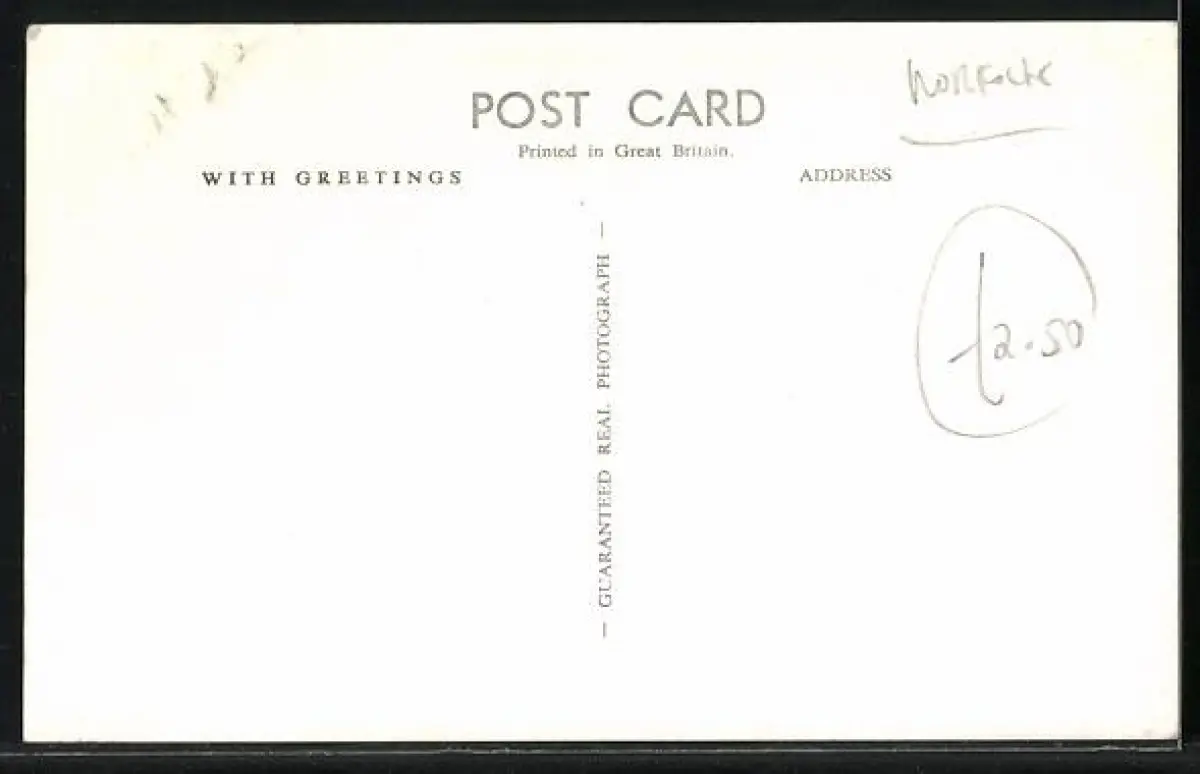 NORFOLK
POST CARD
Printed in Great Britain.
WITH GREETINGS
ADDRESS
— GUARANTEED REAL PHOTOGRAPH —
£2.50